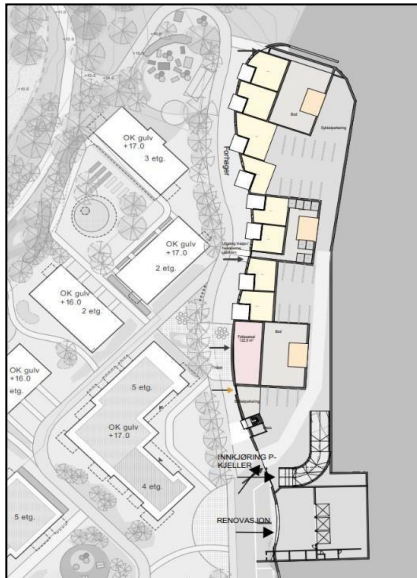 OK gulv
+17.0
3 etg.
Fortauger
Bod
Sykkelparkering
OK gulv
+17.0
2 etg.
OK gulv
+16.0
2 etg.
OK gulv
+16.0
etg.
Bod
5 etg.
OK gulv
+17.0
4 etg.
5 etg.
INNKJØRING P-
KJELLER
RENOVASJON